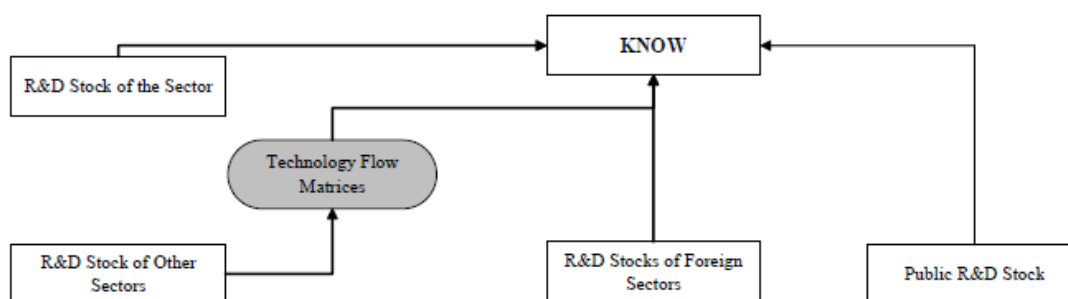 KNOW
R&D Stock of the Sector
Technology Flow
Matrices
R&D Stock of Other
Sectors
R&D Stocks of Foreign
Sectors
Public R&D Stock